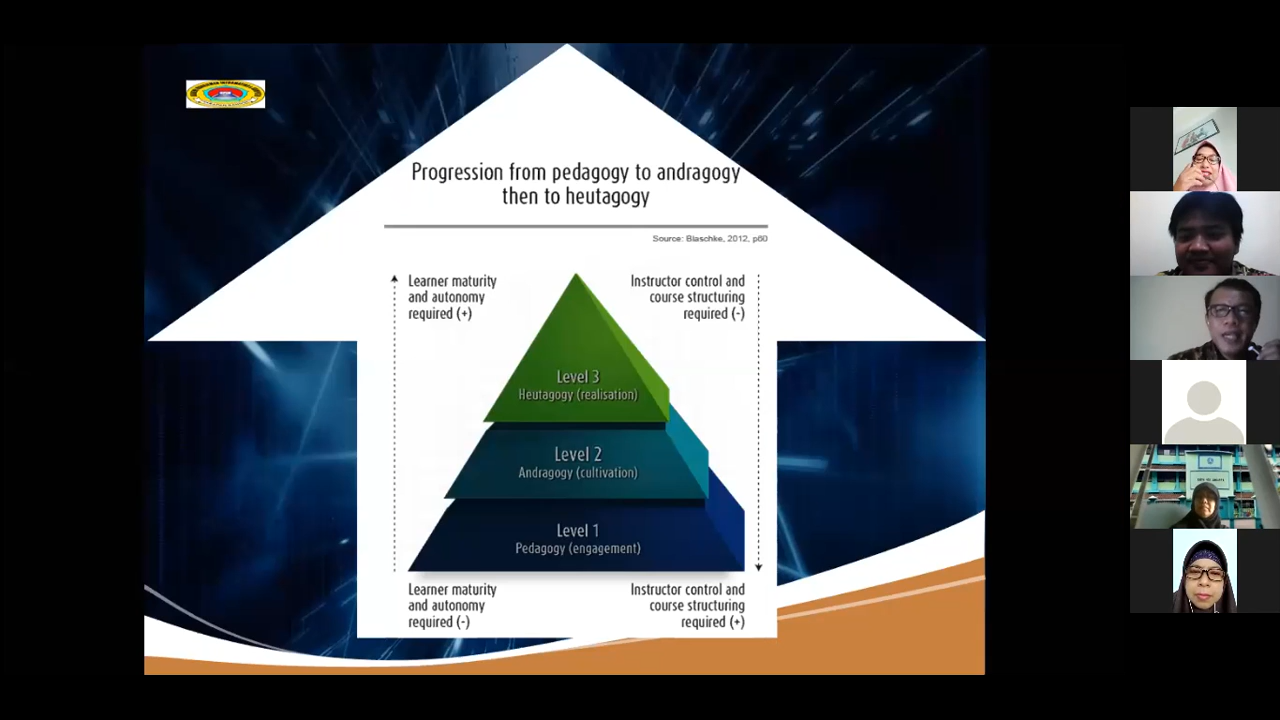 Progression from pedagogy to andragogy
then to heutagogy
Source: Blaschke, 2012, p60
Learner maturity
and autonomy
required (+)
Instructor control and
course structuring
required (-)
Level 3
Heutagogy (realisation)
Level 2
Andragogy (cultivation)
Level 1
Pedagogy (engagement)
Learner maturity
and autonomy
required (-)
Instructor control and
course structuring
required (+)